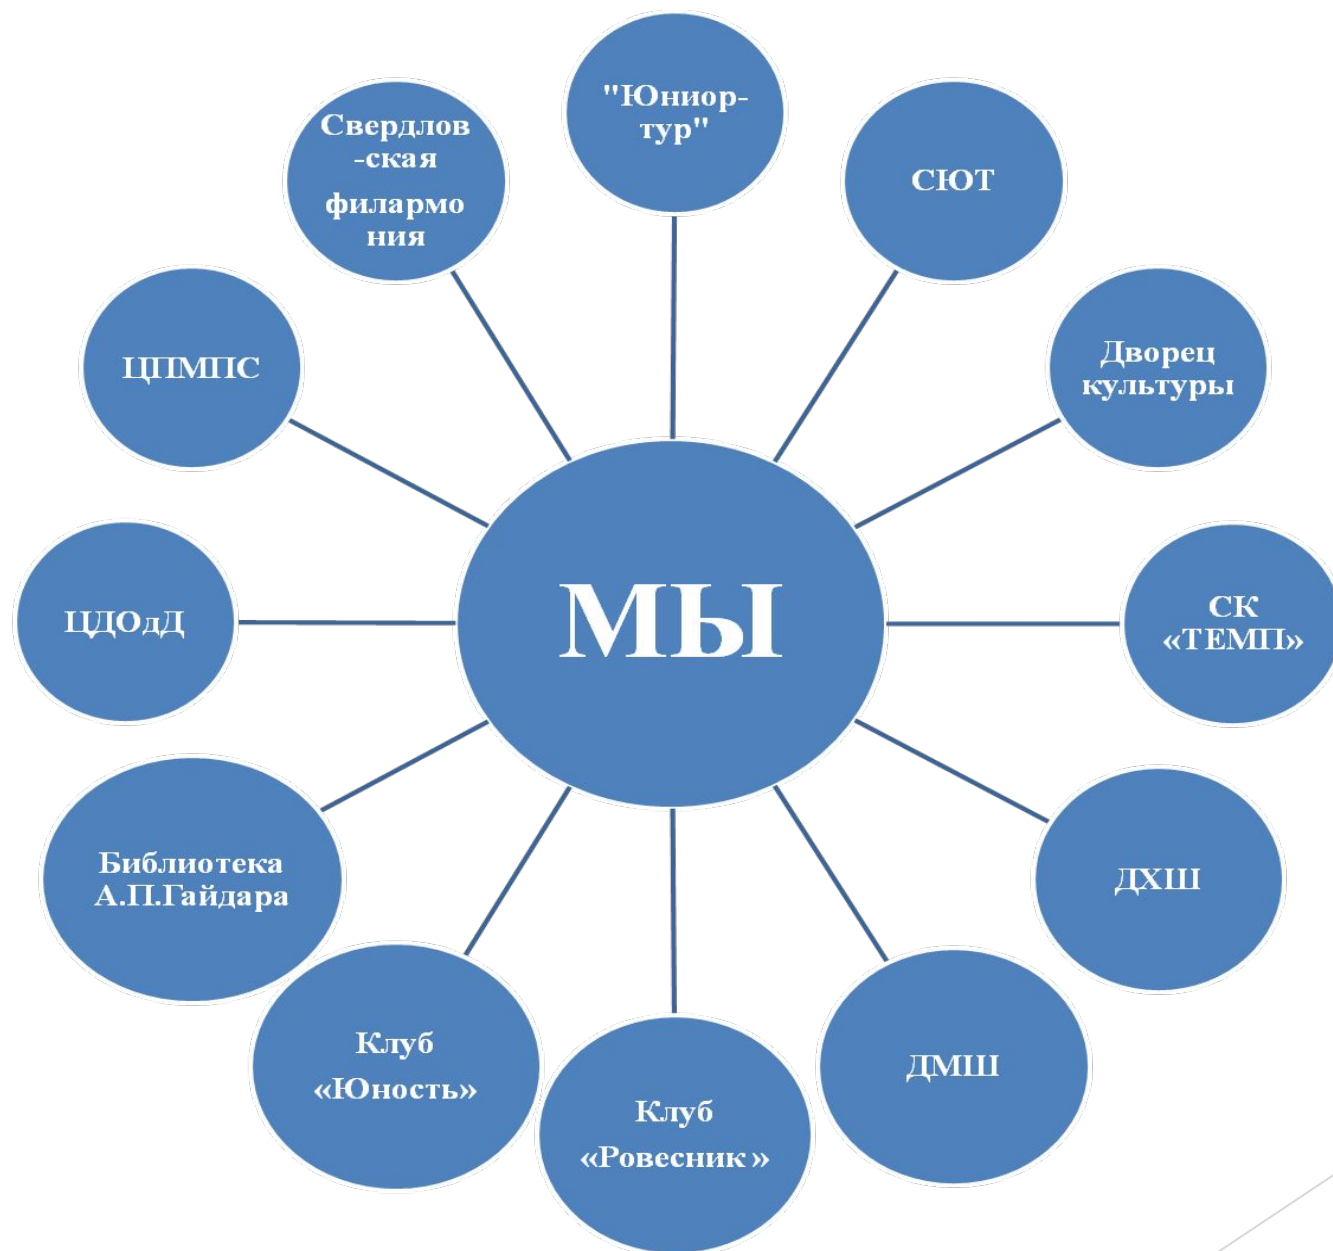 "Юниор-
тур"
СЮТ
Дворец
культуры
СК
«ТЕМП»
ДХШ
ДМШ
Клуб
«Ровесник »
Клуб
«Юность»
Библиотека
А.П.Гайдара
ЦДОдД
ЦПМПС
Свердлов
-ская
филармо
ния
МЫ